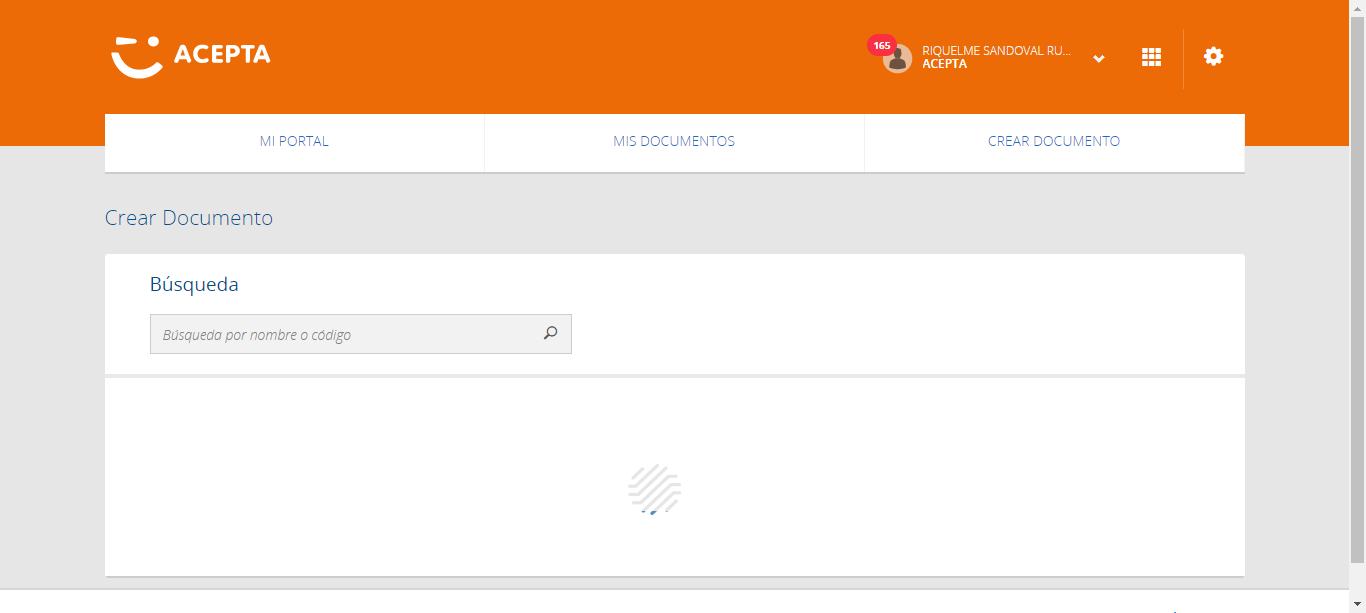 ACEPTA
165
RIQUELME SANDOVAL RU...
ACEPTA
MI PORTAL
MIS DOCUMENTOS
CREAR DOCUMENTO
Crear Documento
Búsqueda
Búsqueda por nombre o código